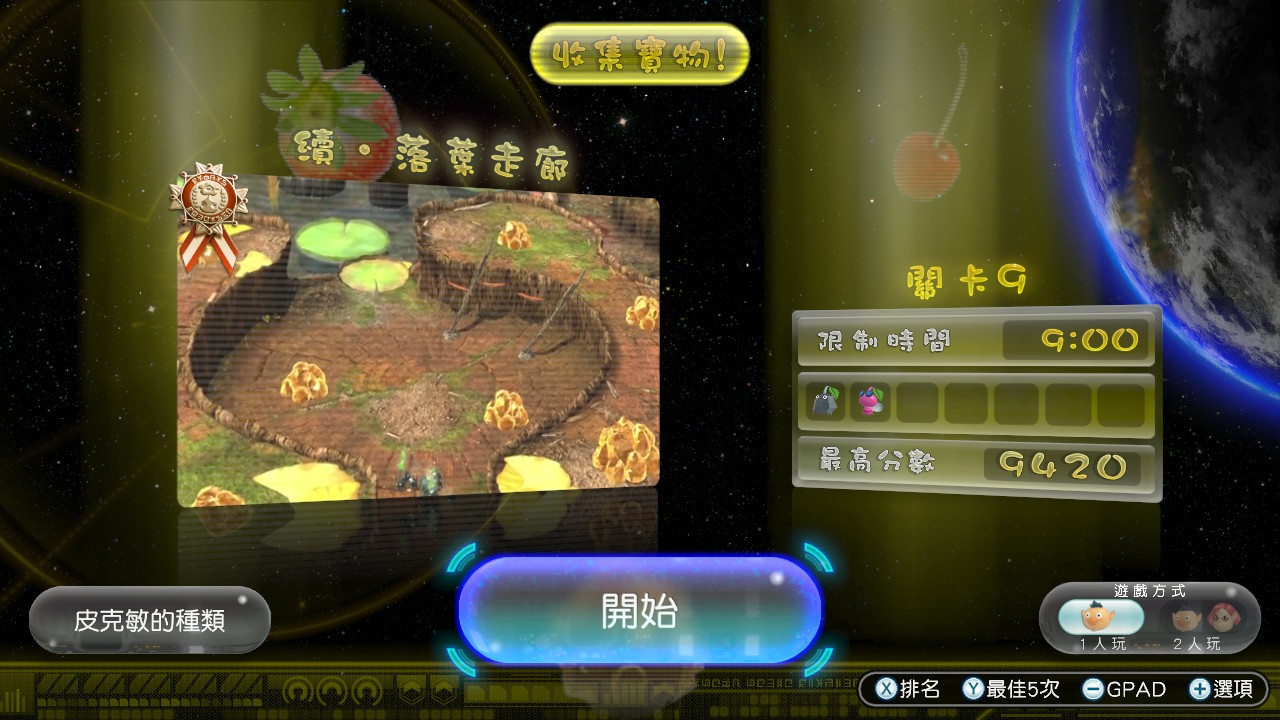 收集寶物!
續・落葉走廊
關卡9
限制時間 9:00
最高分數 9420
開始
皮克敏的種類
遊戲方式
1人玩 2人玩
X排名 Y最佳5次 −GPAD +選項